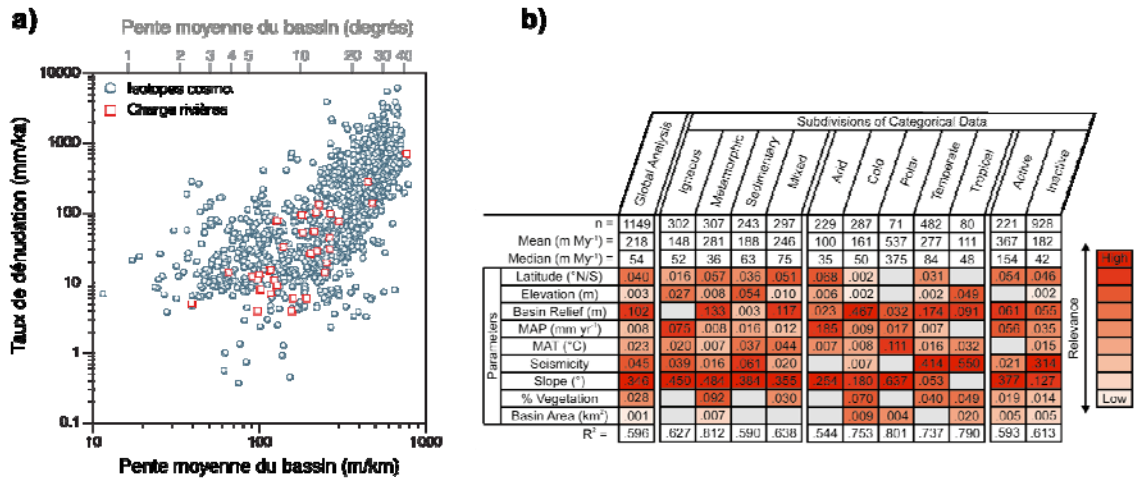 a)
Pente moyenne du bassin (degrés)
1 2 3 4 5 10 20 30 40
10000
1000
100
10
1
0.1
Isotopes cosmo.
Charge rivières
Taux de dénudation (mm/ka)
10 100 1000
Pente moyenne du bassin (m/km)
b)
Subdivisions of Categorical Data
Global Analysis Igneous Metamorphic Sedimentary Mixed Arid Cold Polar Temperate Tropical Active Inactive
n = 1149 302 307 243 297 229 287 71 482 80 221 928
Mean (m My⁻¹) = 218 148 281 188 246 100 161 537 277 111 367 182
Median (m My⁻¹) = 54 52 36 63 75 35 50 375 84 48 154 42
Parameters
Latitude (°N/S) .040 .016 .057 .036 .051 .068 .002 .031 .054 .046
Elevation (m) .003 .027 .008 .054 .010 .006 .002 .002 .049 .002
Basin Relief (m) .102 .133 .003 .117 .023 .467 .032 .174 .091 .061 .055
MAP (mm yr⁻¹) .008 .075 .008 .016 .012 .185 .009 .017 .007 .056 .035
MAT (°C) .023 .020 .007 .037 .044 .007 .008 .111 .016 .032 .015
Seismicity .045 .039 .016 .061 .020 .007 .414 .550 .021 .314
Slope (°) .346 .450 .484 .384 .355 .254 .180 .637 .053 .377 .127
% Vegetation .028 .092 .030 .070 .040 .049 .019 .014
Basin Area (km²) .001 .007 .009 .004 .020 .005 .005
R² = .596 .627 .812 .590 .638 .544 .753 .801 .737 .790 .593 .613
Relevance
High
Low